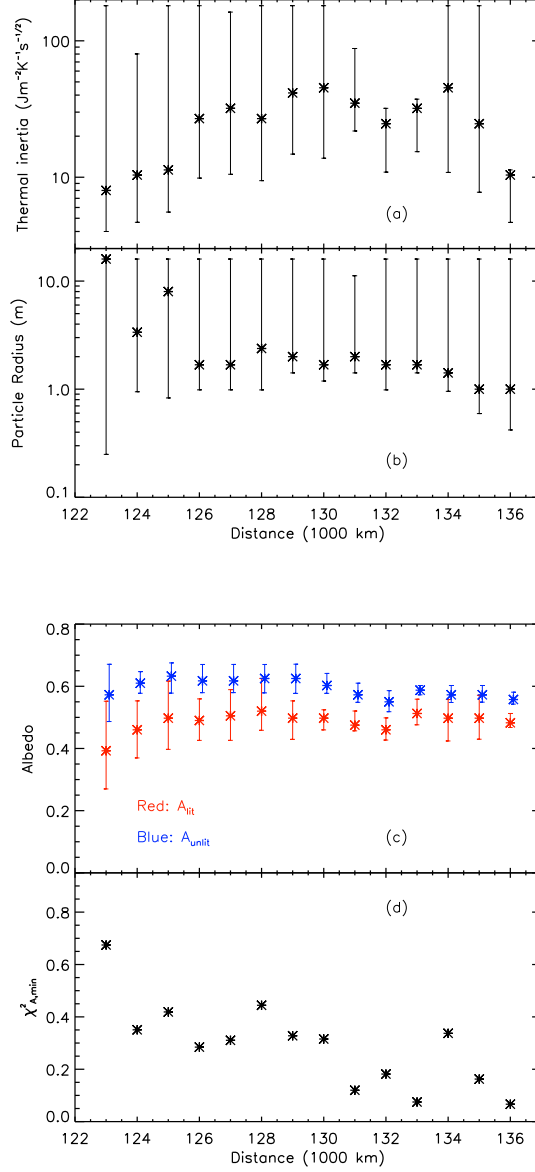 Thermal inertia (Jm⁻²K⁻¹s⁻¹/²)
100
10
(a)
Particle Radius (m)
10.0
1.0
0.1
(b)
122 124 126 128 130 132 134 136
Distance (1000 km)
Albedo
0.8
0.6
0.4
0.2
0.0
Red: A_lit
Blue: A_unlit
(c)
χ²_A,min
0.8
0.6
0.4
0.2
0.0
(d)
122 124 126 128 130 132 134 136
Distance (1000 km)